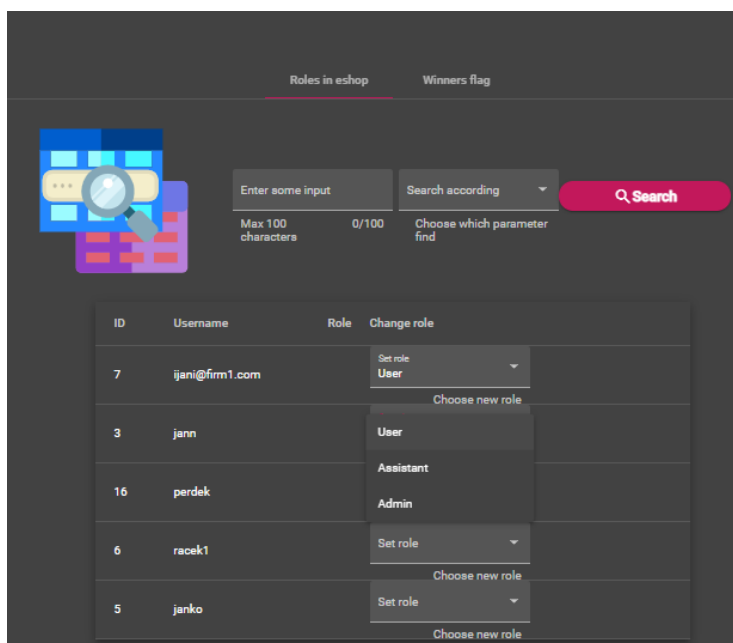 Roles in eshop Winners flag
Enter some input Search according Search
Max 100 characters 0/100 Choose which parameter find
ID Username Role Change role
Set role
7 ijani@firm1.com User
Choose new role
3 jann User
Assistant
16 perdek
Admin
6 racek1 Set role
Choose new role
5 janko Set role
Choose new role